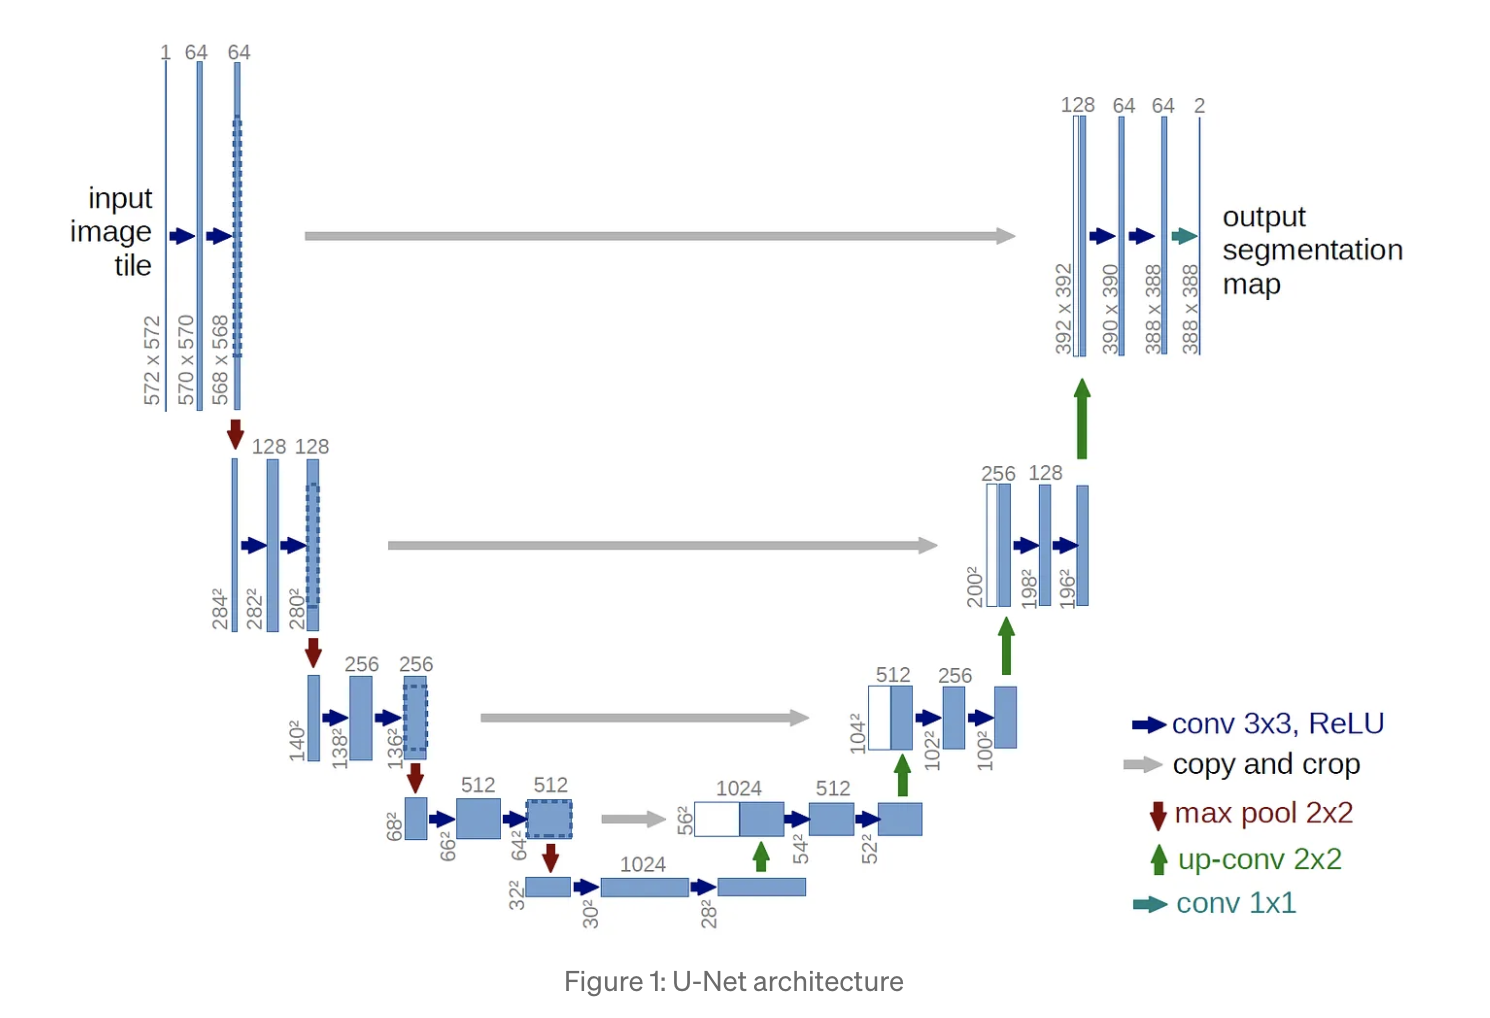 1 64 64
128 64 64 2
input
image
tile
output
segmentation
map
572 x 572
570 x 570
568 x 568
392 x 392
390 x 390
388 x 388
388 x 388
128 128
256 128
284²
282²
280²
200²
198²
196²
256 256
512 256
140²
138²
136²
104²
102²
100²
512 512
1024 512
68²
66²
64²
56²
54²
52²
1024
32²
30²
28²
conv 3x3, ReLU
copy and crop
max pool 2x2
up-conv 2x2
conv 1x1
Figure 1: U-Net architecture